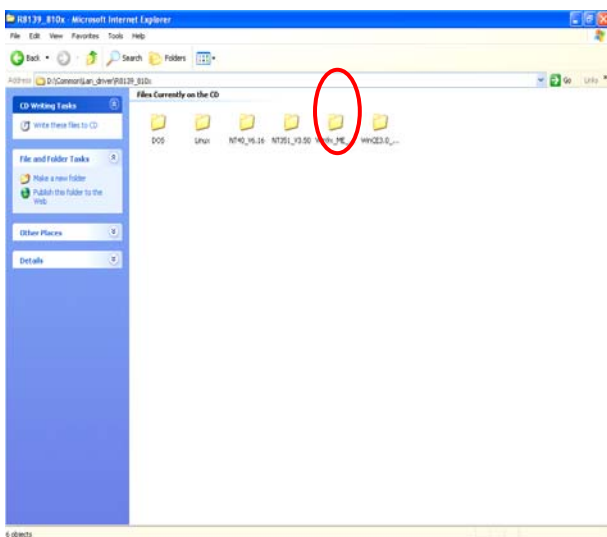 R8139_810x - Microsoft Internet Explorer
File Edit View Favorites Tools Help
Back Search Folders
Address D:\Common\Lan_driver\R8139_810x Go Links
Files Currently on the CD
CD Writing Tasks
Write these files to CD
DOS Linux NT40_V6.16 NT351_V3.50 WinCE3.0_...
File and Folder Tasks
Make a new folder
Publish this folder to the
Web
Other Places
Details
6 objects